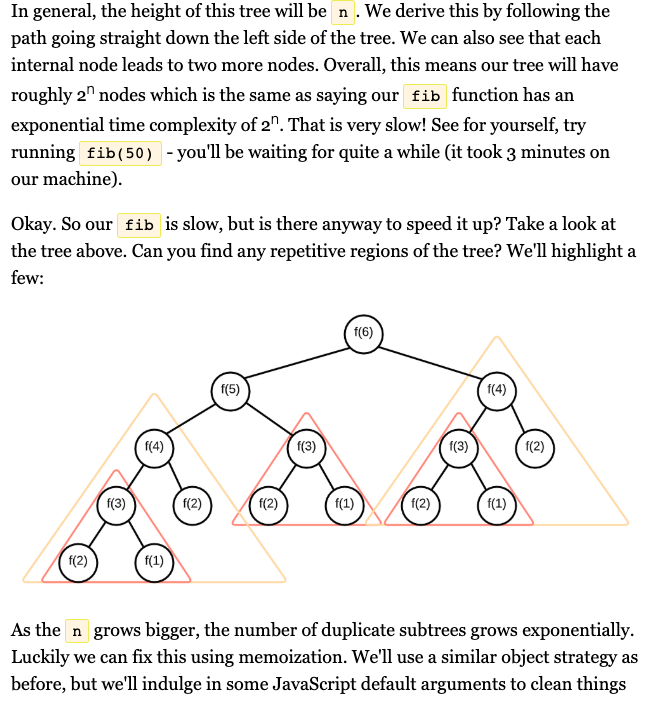 In general, the height of this tree will be n . We derive this by following the
path going straight down the left side of the tree. We can also see that each
internal node leads to two more nodes. Overall, this means our tree will have
roughly 2ⁿ nodes which is the same as saying our fib function has an
exponential time complexity of 2ⁿ. That is very slow! See for yourself, try
running fib(50) - you'll be waiting for quite a while (it took 3 minutes on
our machine).
Okay. So our fib is slow, but is there anyway to speed it up? Take a look at
the tree above. Can you find any repetitive regions of the tree? We'll highlight a
few:
f(6)
f(5) f(4)
f(4) f(3) f(3) f(2)
f(3) f(2) f(2) f(1) f(2) f(1)
f(2) f(1)
As the n grows bigger, the number of duplicate subtrees grows exponentially.
Luckily we can fix this using memoization. We'll use a similar object strategy as
before, but we'll indulge in some JavaScript default arguments to clean things